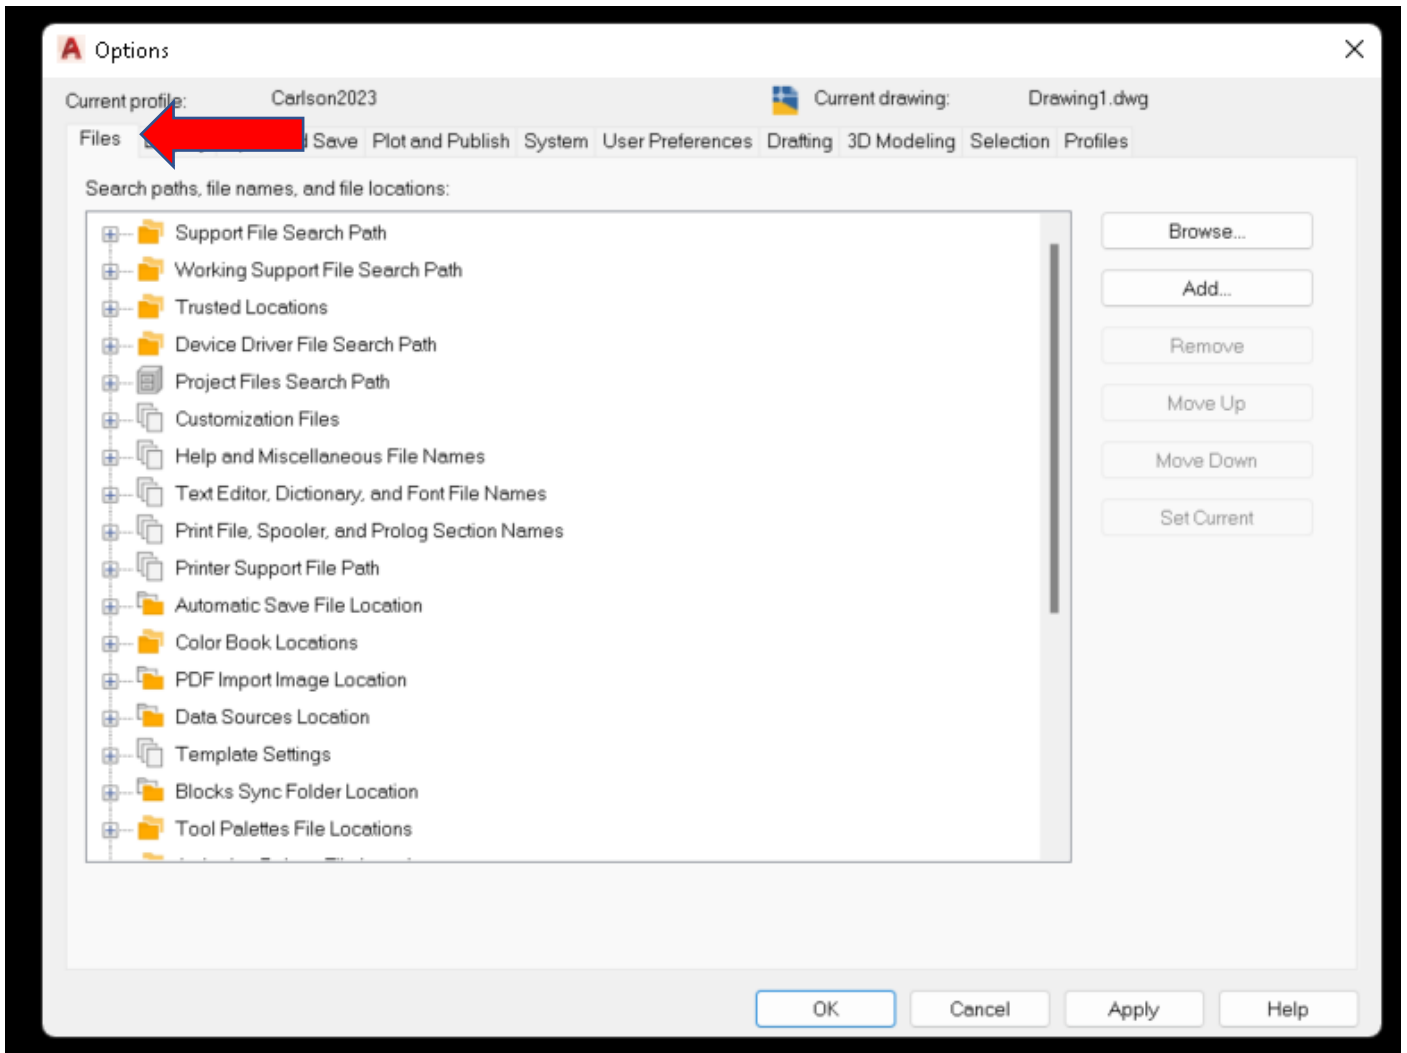 A Options
Current profile: Carlson2023 Current drawing: Drawing1.dwg
Files Save Plot and Publish System User Preferences Drafting 3D Modeling Selection Profiles
Search paths, file names, and file locations:
Support File Search Path
Browse...
Working Support File Search Path
Add...
Trusted Locations
Device Driver File Search Path
Remove
Project Files Search Path
Move Up
Customization Files
Help and Miscellaneous File Names
Move Down
Text Editor, Dictionary, and Font File Names
Set Current
Print File, Spooler, and Prolog Section Names
Printer Support File Path
Automatic Save File Location
Color Book Locations
PDF Import Image Location
Data Sources Location
Template Settings
Blocks Sync Folder Location
Tool Palettes File Locations
OK Cancel Apply Help